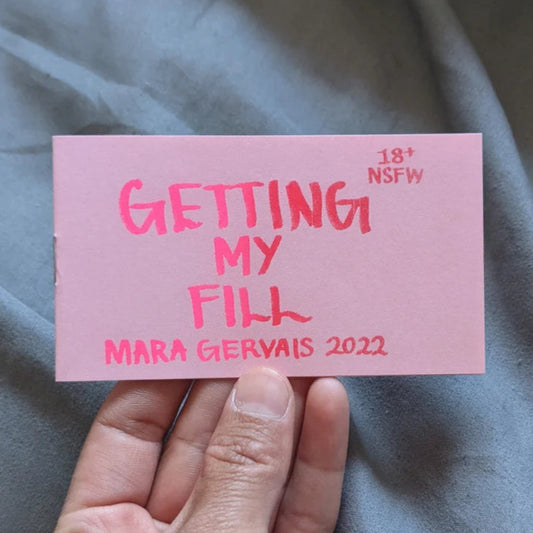 18+
NSFW
GETTING
MY
FILL
MARA GERVAIS 2022